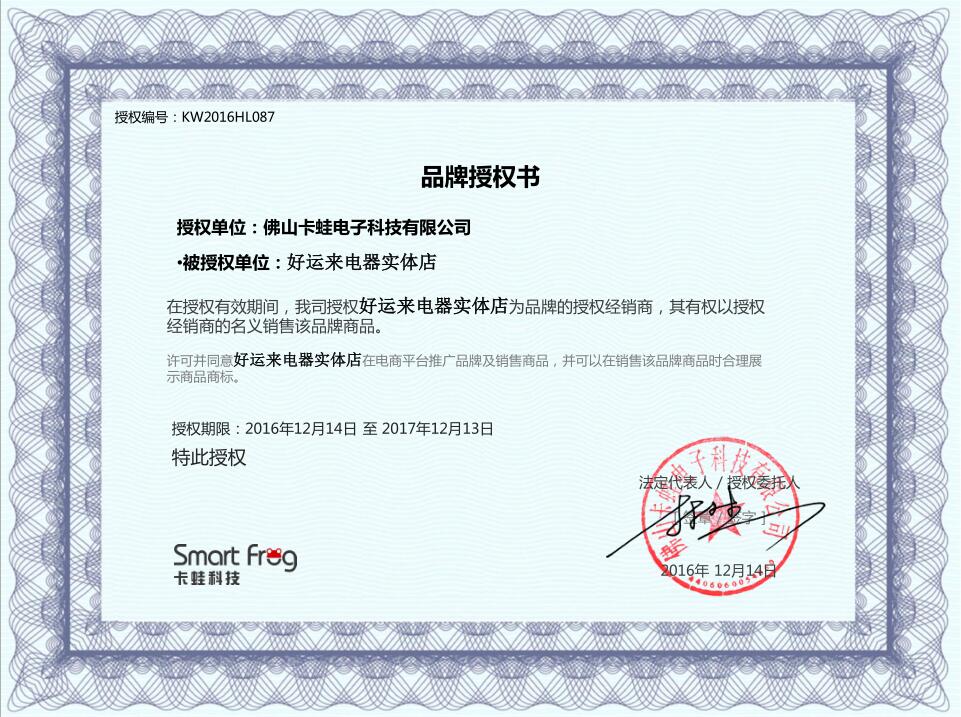 授权编号：KW2016HL087
品牌授权书
授权单位：佛山卡蛙电子科技有限公司
·被授权单位：好运来电器实体店
在授权有效期间，我司授权好运来电器实体店为品牌的授权经销商，其有权以授权
经销商的名义销售该品牌商品。
许可并同意好运来电器实体店在电商平台推广品牌及销售商品，并可以在销售该品牌商品时合理展
示商品商标。
授权期限：2016年12月14日 至 2017年12月13日
特此授权
佛山卡蛙电子科技有限公司
法定代表人 / 授权委托人
2016年 12月14日
Smart Frog
卡蛙科技